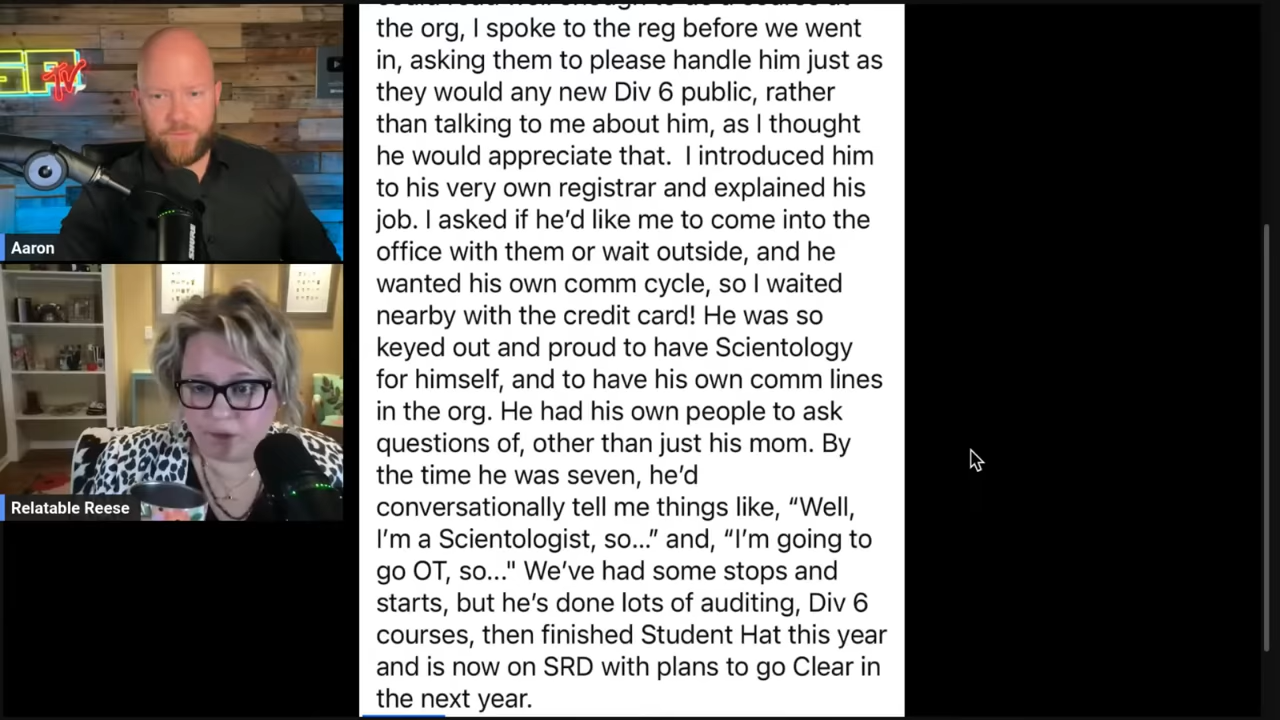 the org, I spoke to the reg before we went
in, asking them to please handle him just as
they would any new Div 6 public, rather
than talking to me about him, as I thought
he would appreciate that.  I introduced him
to his very own registrar and explained his
job. I asked if he’d like me to come into the
office with them or wait outside, and he
wanted his own comm cycle, so I waited
nearby with the credit card! He was so
keyed out and proud to have Scientology
for himself, and to have his own comm lines
in the org. He had his own people to ask
questions of, other than just his mom. By
the time he was seven, he’d
conversationally tell me things like, “Well,
I’m a Scientologist, so...” and, “I’m going to
go OT, so..." We’ve had some stops and
starts, but he’s done lots of auditing, Div 6
courses, then finished Student Hat this year
and is now on SRD with plans to go Clear in
the next year.
TV
Aaron
Relatable Reese